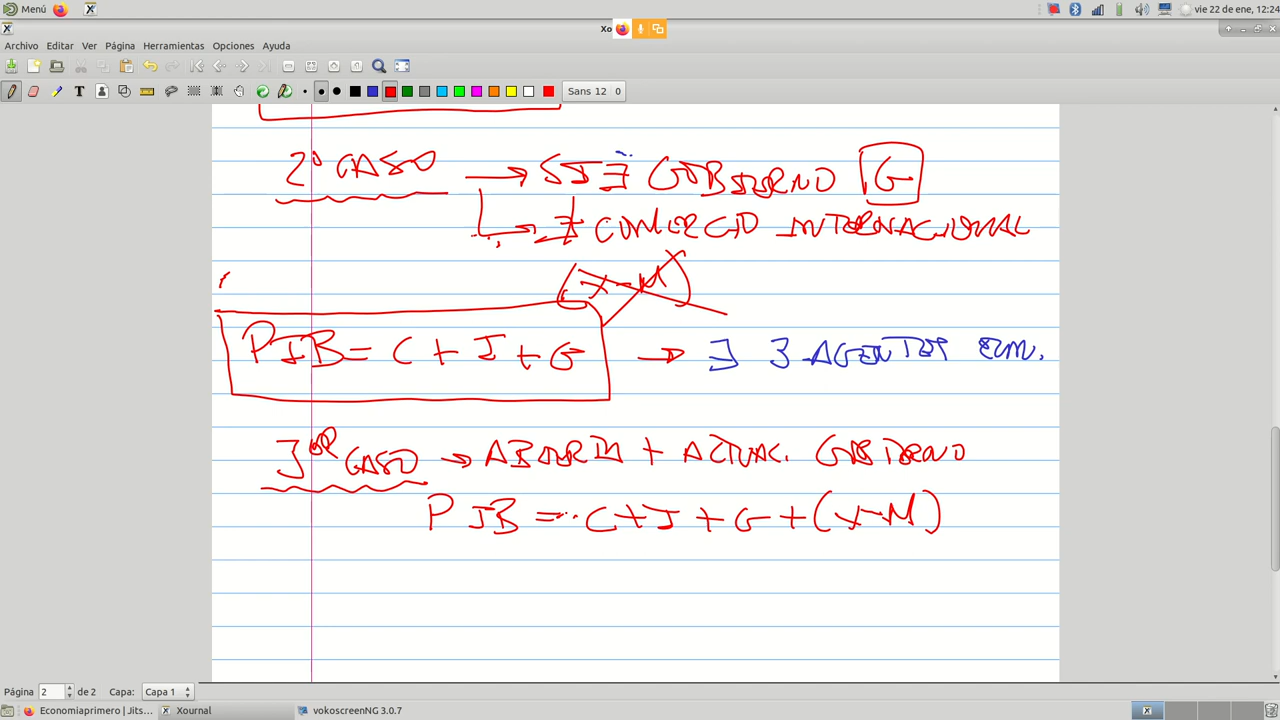 Menú
vie 22 de ene, 12:24
Xo
Archivo Editar Ver Página Herramientas Opciones Ayuda
Sans 12 0
2º CASO → SI ∃ GOBIERNO G
∄ COMERCIO INTERNACIONAL
(X-M)
PIB = C + I + G → ∃ 3 AGENTES ECON.
3ER CASO → ABIERTA + ACTUAC. GOBIERNO
PIB = C+I + G + (X-M)
Página 2 de 2 Capa: Capa 1
Economiaprimero | Jits... Xournal vokoscreenNG 3.0.7